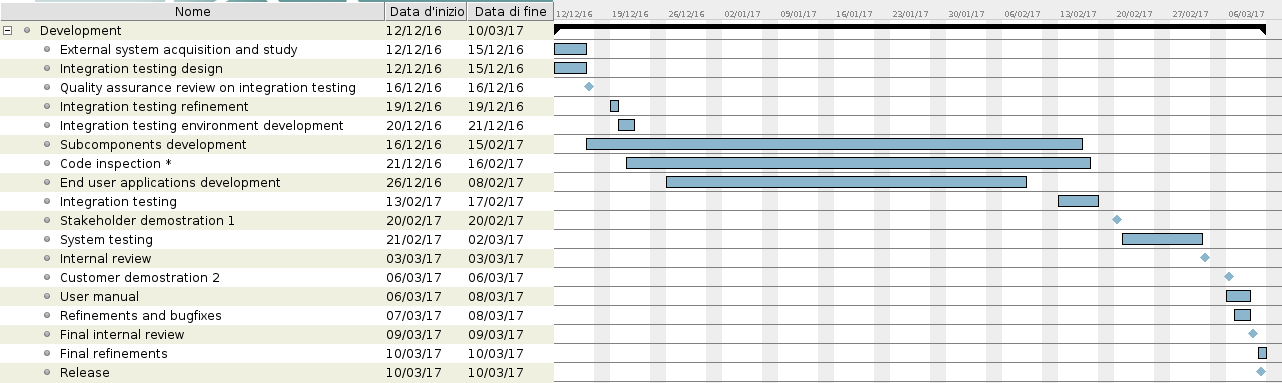 Nome Data d'inizio Data di fine 12/12/16 19/12/16 26/12/16 02/01/17 09/01/17 16/01/17 23/01/17 30/01/17 06/02/17 13/02/17 20/02/17 27/02/17 06/03/17
Development 12/12/16 10/03/17
External system acquisition and study 12/12/16 15/12/16
Integration testing design 12/12/16 15/12/16
Quality assurance review on integration testing 16/12/16 16/12/16
Integration testing refinement 19/12/16 19/12/16
Integration testing environment development 20/12/16 21/12/16
Subcomponents development 16/12/16 15/02/17
Code inspection * 21/12/16 16/02/17
End user applications development 26/12/16 08/02/17
Integration testing 13/02/17 17/02/17
Stakeholder demostration 1 20/02/17 20/02/17
System testing 21/02/17 02/03/17
Internal review 03/03/17 03/03/17
Customer demostration 2 06/03/17 06/03/17
User manual 06/03/17 08/03/17
Refinements and bugfixes 07/03/17 08/03/17
Final internal review 09/03/17 09/03/17
Final refinements 10/03/17 10/03/17
Release 10/03/17 10/03/17